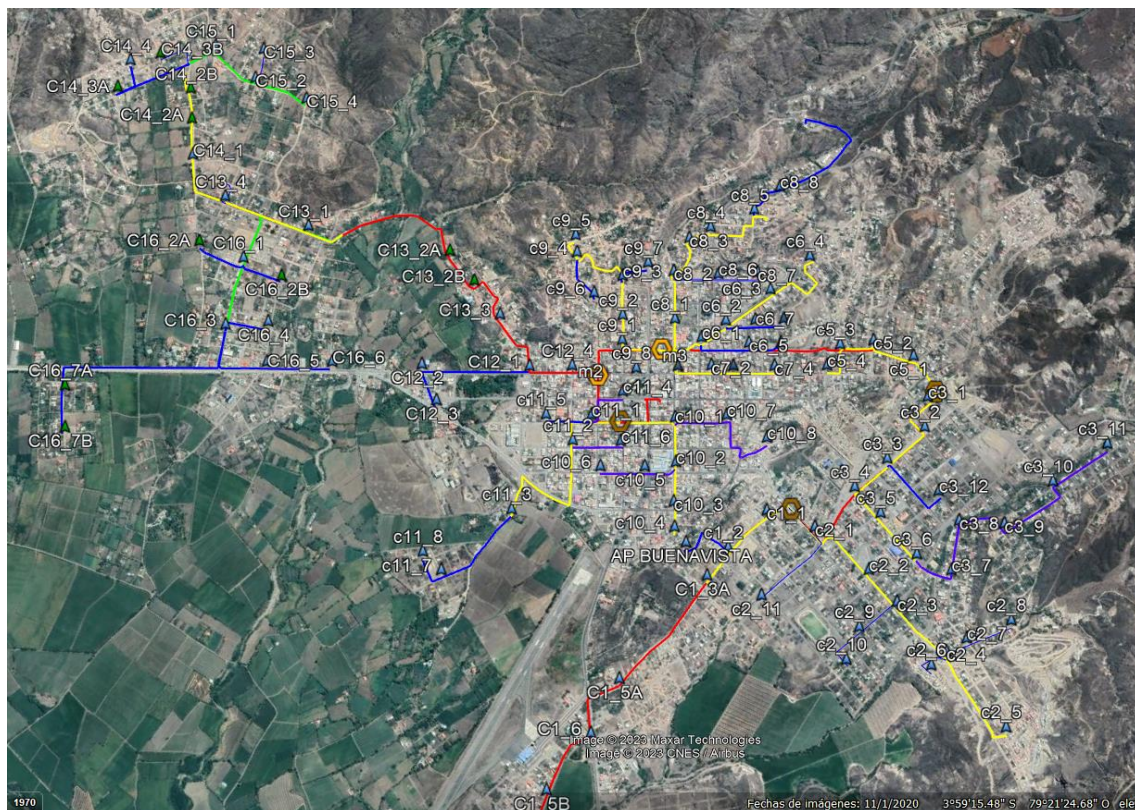 C15_1
C14_4
C14_3B
C15_3
C14_2B
C15_2
C14_3A
C15_4
C14_2A
C14_1
C13_4
C13_1
C16_2A
C16_1
C13_2A
C13_2B
C16_2B
C13_3
C16_3
C16_4
C16_5
C16_6
C12_1
C12_4
C16_7A
C12_2
C12_3
C16_7B
c8_8
c8_5
c8_4
c9_5
c9_4
c8_3
c6_4
c9_7
c9_3
c8_2
c8_6
c8_7
c9_6
c6_3
c9_2
c8_1
c6_2
c6_7
c9_1
c6_1
c6_5
c5_3
c5_2
m3
c9_8
m2
c7_2
c7_4
c5_4
c5_1
c3_1
c11_4
c11_5
c11_1
c10_1
c10_7
c3_2
c11_2
c11_6
c10_8
c3_11
c10_6
c10_2
c3_3
c10_5
c3_4
c3_10
c11_3
c10_3
c3_5
c3_12
c1_1
c10_4
c1_2
c2_1
c3_8
c3_9
c11_8
c11_7
AP BUENAVISTA
c3_6
c3_7
C1_3A
c2_2
c2_11
c2_3
c2_9
c2_8
c2_7
c2_10
c2_6
c2_4
C1_5A
c2_5
C1_6
Image © 2023 Maxar Technologies
Image © 2023 CNES / Airbus
C1_5B
1970
Fechas de imágenes: 11/1/2020 3°59'15.48" S 79°21'24.68" O ele